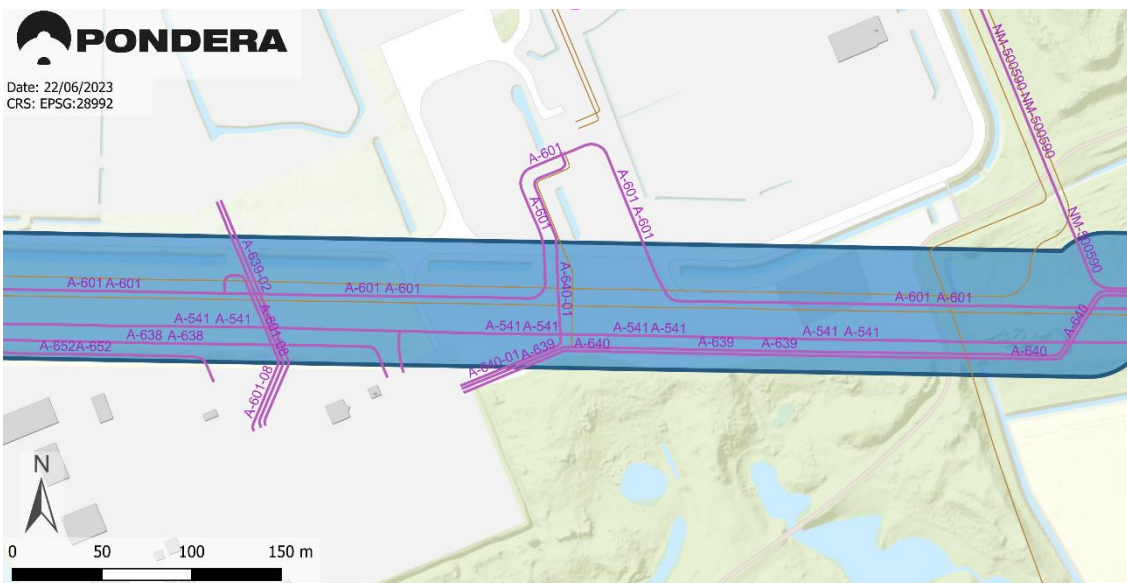 PONDERA
Date: 22/06/2023
CRS: EPSG:28992
NM-500590 NM-500590
NM-500590
A-601
A-601
A-601 A-601
A-639-02
A-601 A-601
A-601 A-601
A-640-01
A-601 A-601
A-541 A-541
A-638 A-638
A-652A-652
A-601-08
A-601-08
A-541A-541
A-541A-541
A-541 A-541
A-640-01
A-639
A-640
A-639
A-639
A-640
A-640
N
0 50 100 150 m